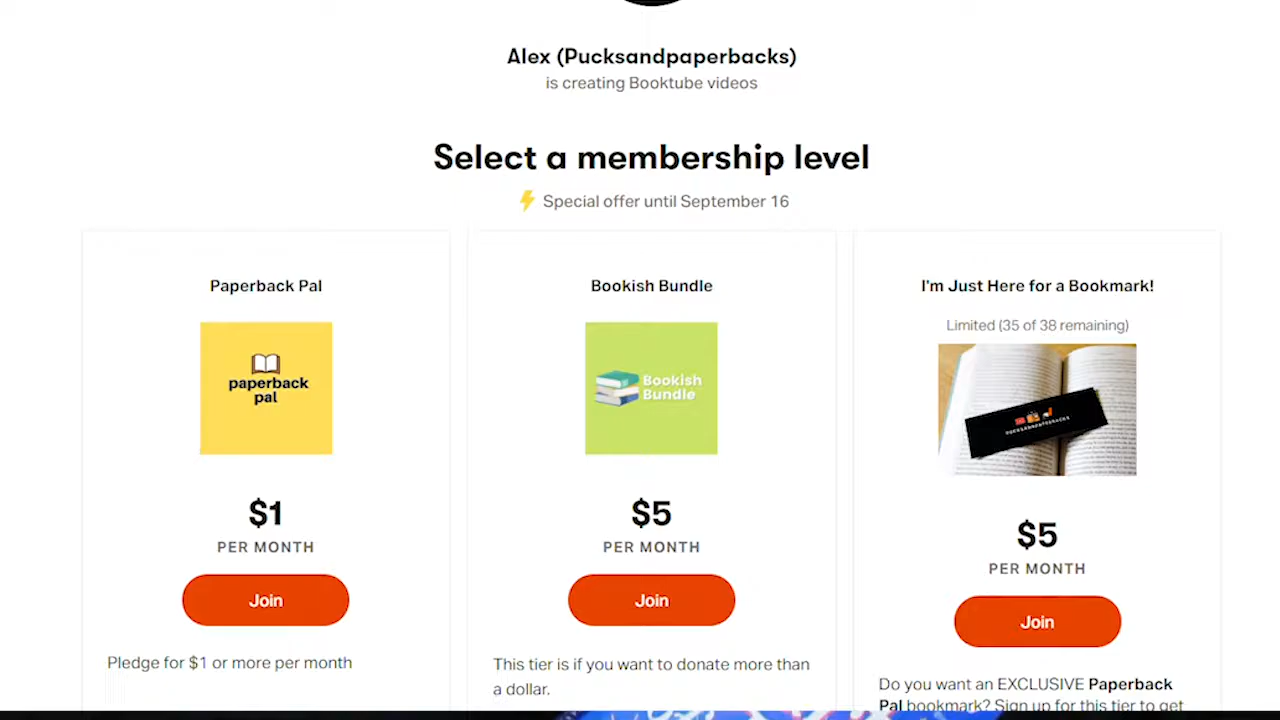 Alex (Pucksandpaperbacks)
is creating Booktube videos
Select a membership level
Special offer until September 16
Paperback Pal
paperback
pal
$1
PER MONTH
Join
Pledge for $1 or more per month
Bookish Bundle
Bookish
Bundle
$5
PER MONTH
Join
This tier is if you want to donate more than
a dollar.
I'm Just Here for a Bookmark!
Limited (35 of 38 remaining)
PUCKSANDPAPERBACKS
$5
PER MONTH
Join
Do you want an EXCLUSIVE Paperback
Pal bookmark? Sign up for this tier to get